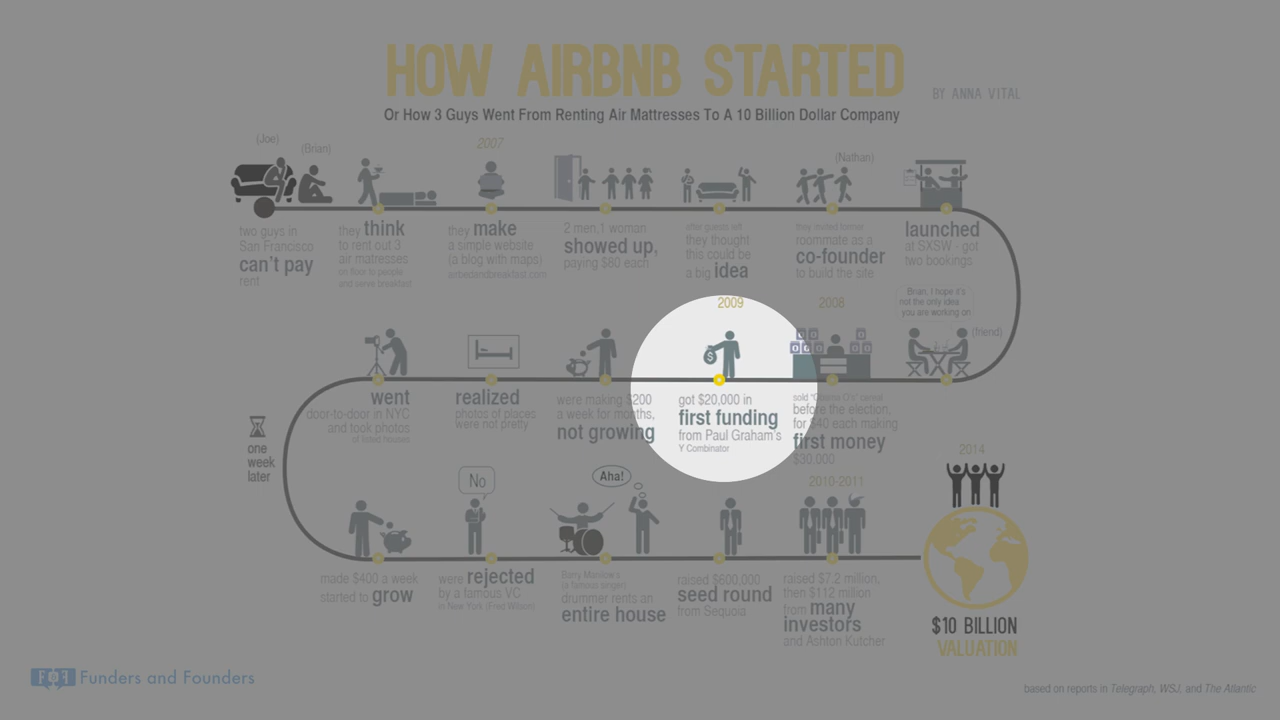 HOW AIRBNB STARTED
BY ANNA VITAL
Or How 3 Guys Went From Renting Air Mattresses To A 10 Billion Dollar Company
(Joe)
(Brian)
two guys in
San Francisco
can't pay
rent
they think
to rent out 3
air matresses
on floor to people
and serve breakfast
2007
they make
a simple website
(a blog with maps)
airbedandbreakfast.com
2 men,1 woman
showed up,
paying $80 each
after guests left
they thought
this could be
a big idea
(Nathan)
they invited former
roommate as a
co-founder
to build the site
launched
at SXSW - got
two bookings
Brian, I hope it's
not the only idea
you are working on
(friend)
2008
sold "Obama O's" cereal
before the election,
for $40 each making
first money
$30.000
2009
got $20,000 in
first funding
from Paul Graham's
Y Combinator
were making $200
a week for months,
not growing
realized
photos of places
were not pretty
went
door-to-door in NYC
and took photos
of listed houses
one
week
later
made $400 a week
started to grow
No
were rejected
by a famous VC
in New York (Fred Wilson)
Aha!
Barry Manilow's
(a famous singer)
drummer rents an
entire house
raised $600.000
seed round
from Sequoia
2010-2011
raised $7.2 million,
then $112 million
from many
investors
and Ashton Kutcher
2014
$10 BILLION
VALUATION
FOF Funders and Founders
based on reports in Telegraph, WSJ, and The Atlantic